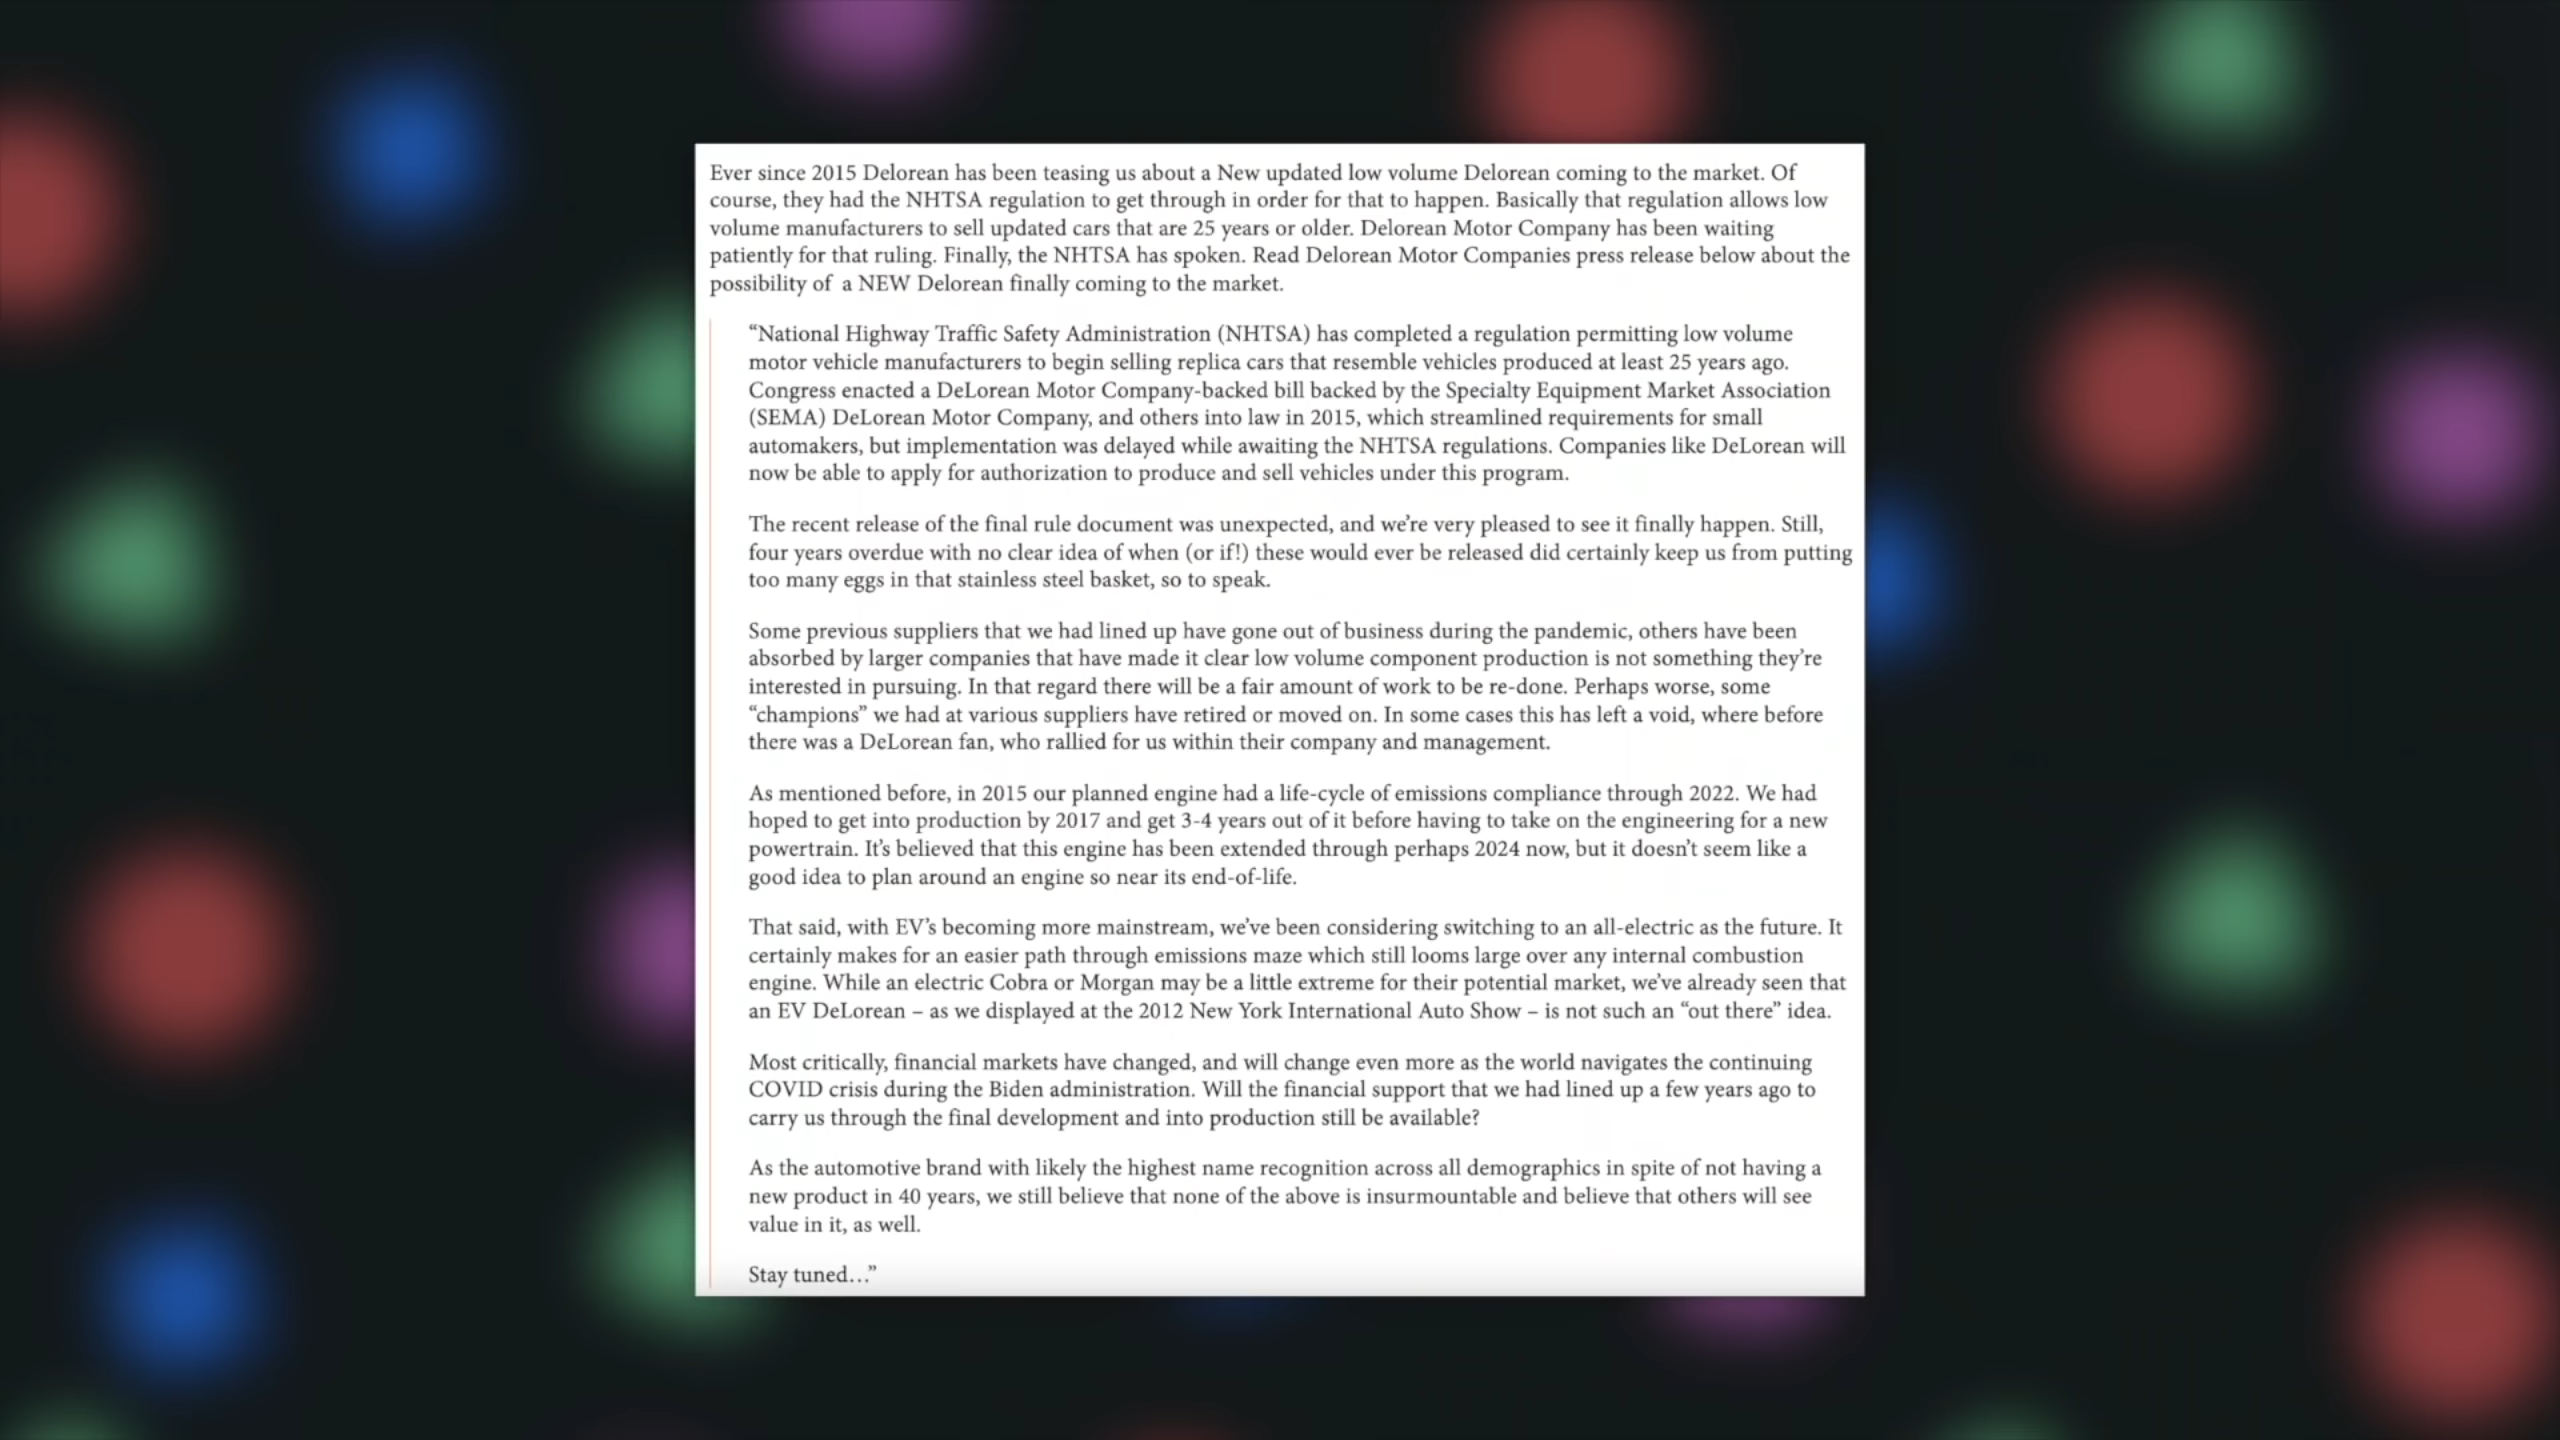 Ever since 2015 Delorean has been teasing us about a New updated low volume Delorean coming to the market. Of
course, they had the NHTSA regulation to get through in order for that to happen. Basically that regulation allows low
volume manufacturers to sell updated cars that are 25 years or older. Delorean Motor Company has been waiting
patiently for that ruling. Finally, the NHTSA has spoken. Read Delorean Motor Companies press release below about the
possibility of a NEW Delorean finally coming to the market.
“National Highway Traffic Safety Administration (NHTSA) has completed a regulation permitting low volume
motor vehicle manufacturers to begin selling replica cars that resemble vehicles produced at least 25 years ago.
Congress enacted a DeLorean Motor Company-backed bill backed by the Specialty Equipment Market Association
(SEMA) DeLorean Motor Company, and others into law in 2015, which streamlined requirements for small
automakers, but implementation was delayed while awaiting the NHTSA regulations. Companies like DeLorean will
now be able to apply for authorization to produce and sell vehicles under this program.
The recent release of the final rule document was unexpected, and we’re very pleased to see it finally happen. Still,
four years overdue with no clear idea of when (or if!) these would ever be released did certainly keep us from putting
too many eggs in that stainless steel basket, so to speak.
Some previous suppliers that we had lined up have gone out of business during the pandemic, others have been
absorbed by larger companies that have made it clear low volume component production is not something they’re
interested in pursuing. In that regard there will be a fair amount of work to be re-done. Perhaps worse, some
“champions” we had at various suppliers have retired or moved on. In some cases this has left a void, where before
there was a DeLorean fan, who rallied for us within their company and management.
As mentioned before, in 2015 our planned engine had a life-cycle of emissions compliance through 2022. We had
hoped to get into production by 2017 and get 3-4 years out of it before having to take on the engineering for a new
powertrain. It’s believed that this engine has been extended through perhaps 2024 now, but it doesn’t seem like a
good idea to plan around an engine so near its end-of-life.
That said, with EV’s becoming more mainstream, we’ve been considering switching to an all-electric as the future. It
certainly makes for an easier path through emissions maze which still looms large over any internal combustion
engine. While an electric Cobra or Morgan may be a little extreme for their potential market, we’ve already seen that
an EV DeLorean – as we displayed at the 2012 New York International Auto Show – is not such an “out there” idea.
Most critically, financial markets have changed, and will change even more as the world navigates the continuing
COVID crisis during the Biden administration. Will the financial support that we had lined up a few years ago to
carry us through the final development and into production still be available?
As the automotive brand with likely the highest name recognition across all demographics in spite of not having a
new product in 40 years, we still believe that none of the above is insurmountable and believe that others will see
value in it, as well.
Stay tuned…”